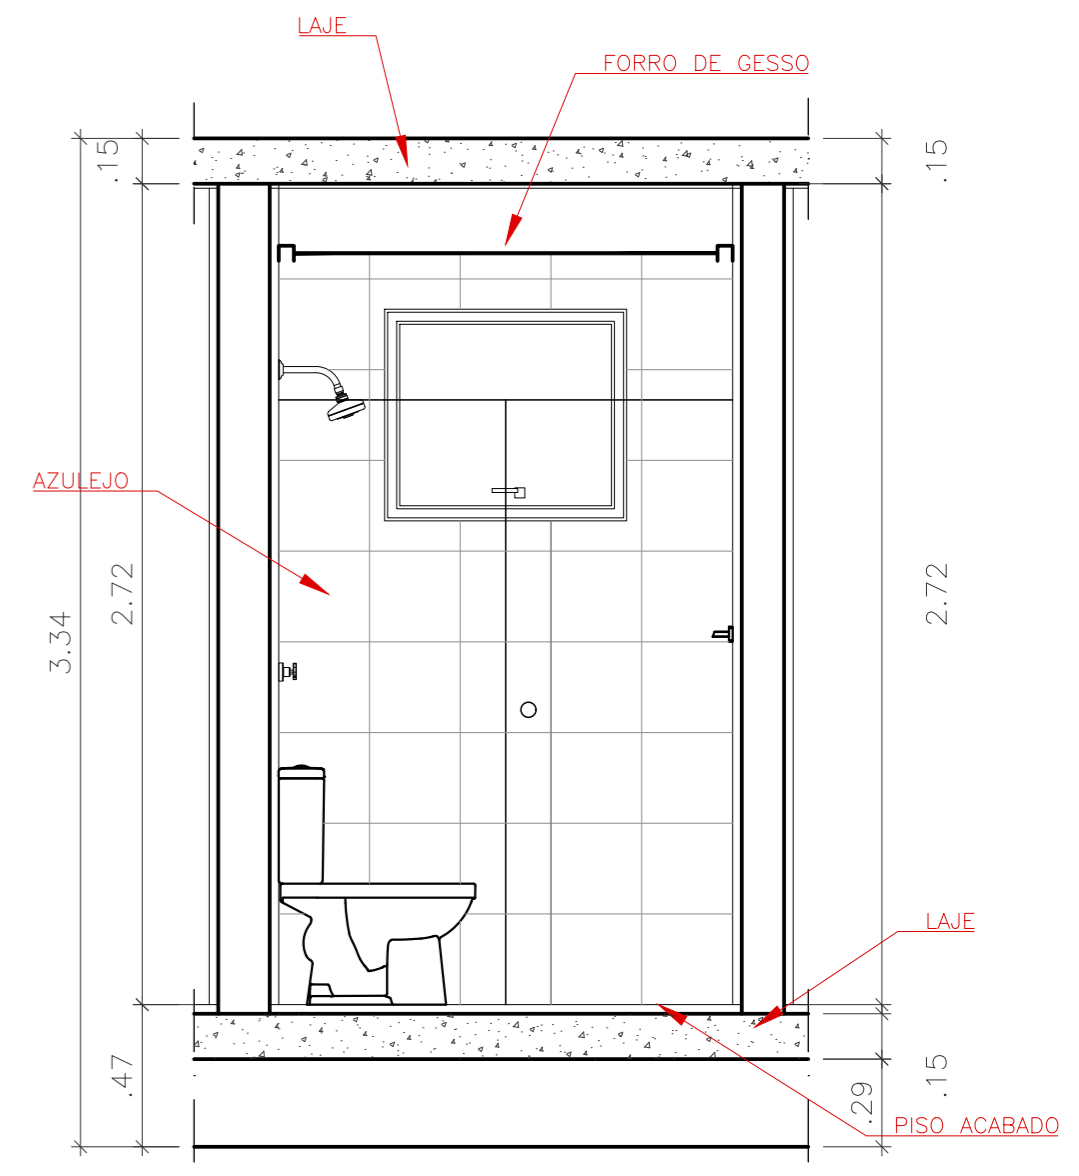 LAJE
FORRO DE GESSO
.15
.15
AZULEJO
2.72
2.72
3.34
LAJE
.47
.15
.29
PISO ACABADO